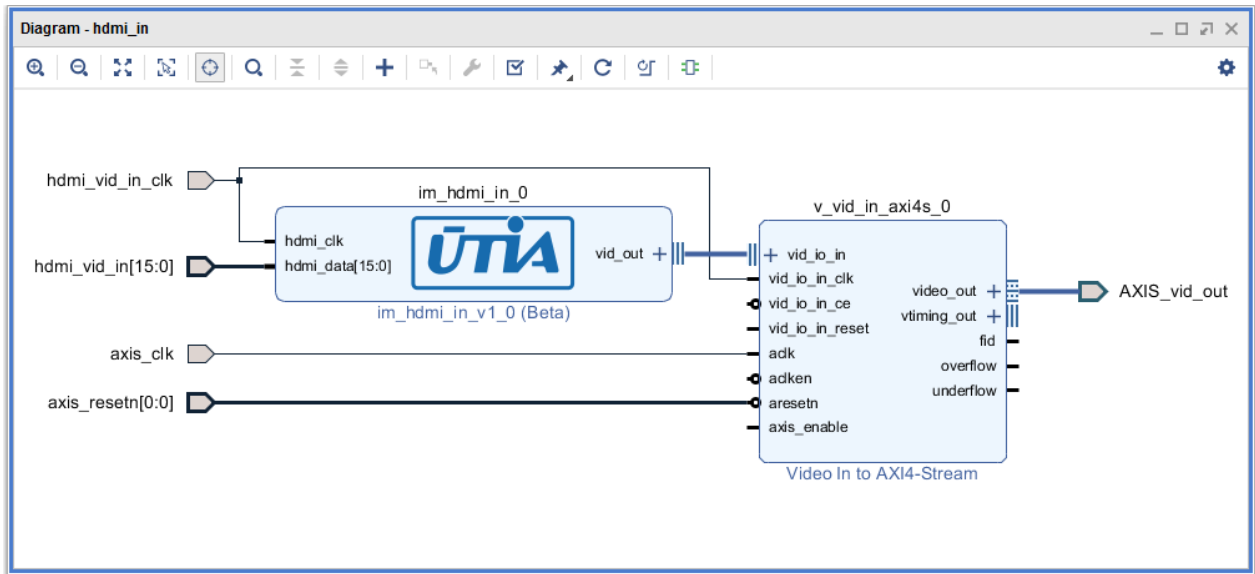 Diagram - hdmi_in
hdmi_vid_in_clk
hdmi_vid_in[15:0]
axis_clk
axis_resetn[0:0]
im_hdmi_in_0
hdmi_clk
hdmi_data[15:0]
ŪTIA
vid_out
im_hdmi_in_v1_0 (Beta)
v_vid_in_axi4s_0
vid_io_in
vid_io_in_clk
vid_io_in_ce
vid_io_in_reset
aclk
aclken
aresetn
axis_enable
video_out
vtiming_out
fid
overflow
underflow
Video In to AXI4-Stream
AXIS_vid_out